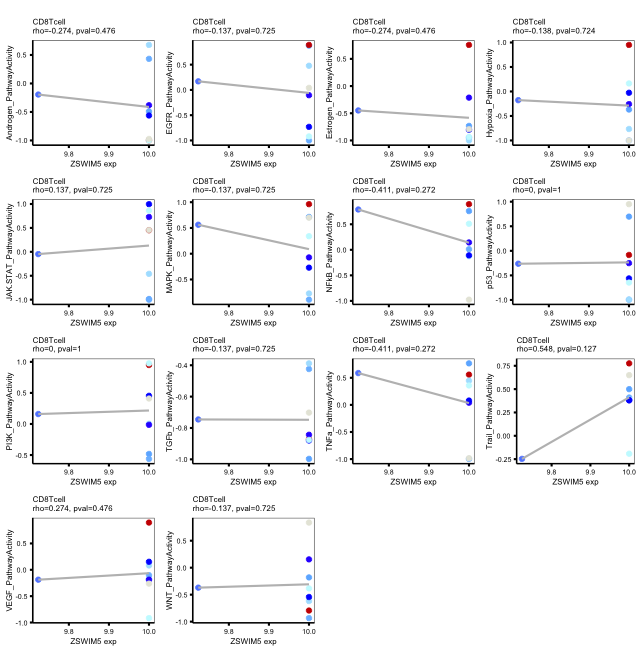 CD8Tcell
rho=-0.274, pval=0.476
Androgen_PathwayActivity
0.5
0.0
-0.5
-1.0
9.8
9.9
10.0
ZSWIM5 exp
CD8Tcell
rho=-0.137, pval=0.725
EGFR_PathwayActivity
0.5
0.0
-0.5
-1.0
9.8
9.9
10.0
ZSWIM5 exp
CD8Tcell
rho=-0.274, pval=0.476
Estrogen_PathwayActivity
0.5
0.0
-0.5
-1.0
9.8
9.9
10.0
ZSWIM5 exp
CD8Tcell
rho=-0.138, pval=0.724
Hypoxia_PathwayActivity
1.0
0.5
0.0
-0.5
-1.0
9.8
9.9
10.0
ZSWIM5 exp
CD8Tcell
rho=0.137, pval=0.725
JAK-STAT_PathwayActivity
1.0
0.5
0.0
-0.5
-1.0
9.8
9.9
10.0
ZSWIM5 exp
CD8Tcell
rho=-0.137, pval=0.725
MAPK_PathwayActivity
1.0
0.5
0.0
-0.5
9.8
9.9
10.0
ZSWIM5 exp
CD8Tcell
rho=-0.411, pval=0.272
NFkB_PathwayActivity
1.0
0.5
0.0
-0.5
-1.0
9.8
9.9
10.0
ZSWIM5 exp
CD8Tcell
rho=0, pval=1
p53_PathwayActivity
1.0
0.5
0.0
-0.5
-1.0
9.8
9.9
10.0
ZSWIM5 exp
CD8Tcell
rho=0, pval=1
PI3K_PathwayActivity
1.0
0.5
0.0
-0.5
9.8
9.9
10.0
ZSWIM5 exp
CD8Tcell
rho=-0.137, pval=0.725
TGFb_PathwayActivity
-0.4
-0.6
-0.8
-1.0
9.8
9.9
10.0
ZSWIM5 exp
CD8Tcell
rho=-0.411, pval=0.272
TNFa_PathwayActivity
0.5
0.0
-0.5
-1.0
9.8
9.9
10.0
ZSWIM5 exp
CD8Tcell
rho=0.548, pval=0.127
Trail_PathwayActivity
0.75
0.50
0.25
0.00
-0.25
9.8
9.9
10.0
ZSWIM5 exp
CD8Tcell
rho=0.274, pval=0.476
VEGF_PathwayActivity
0.5
0.0
-0.5
-1.0
9.8
9.9
10.0
ZSWIM5 exp
CD8Tcell
rho=-0.137, pval=0.725
WNT_PathwayActivity
0.5
0.0
-0.5
-1.0
9.8
9.9
10.0
ZSWIM5 exp